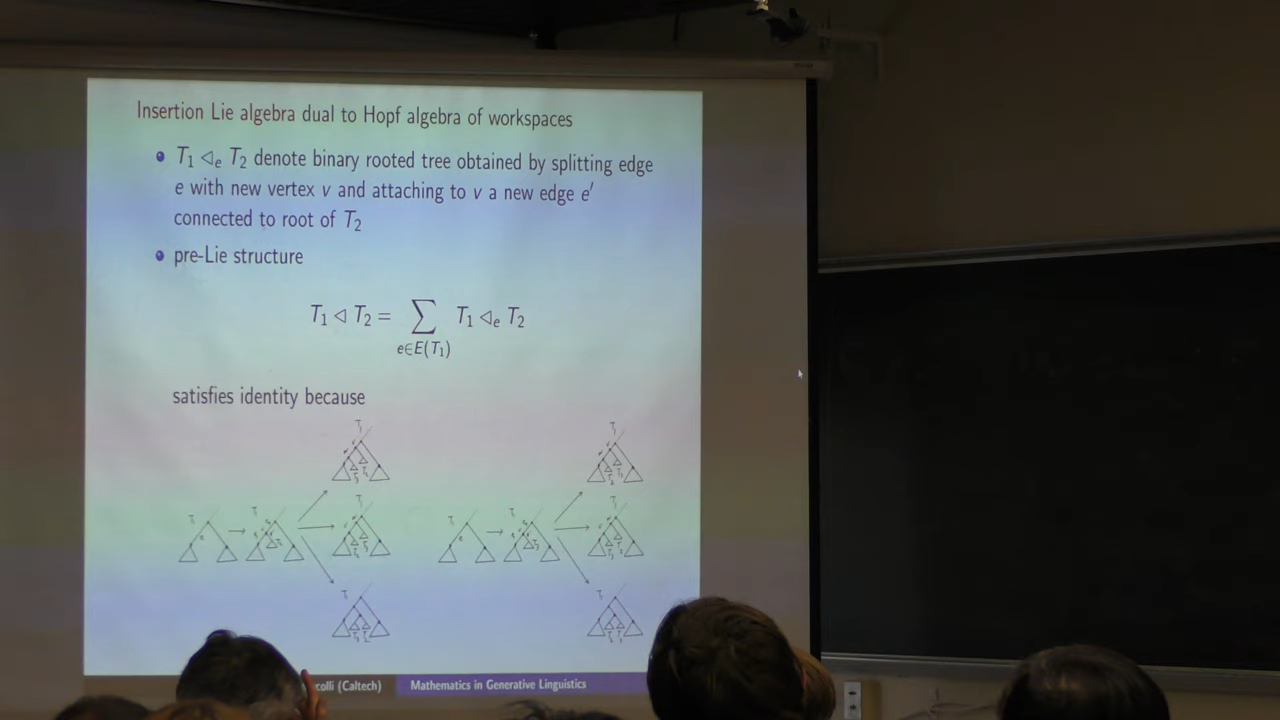 Insertion Lie algebra dual to Hopf algebra of workspaces
• T₁ ◁ₑ T₂ denote binary rooted tree obtained by splitting edge
e with new vertex v and attaching to v a new edge e′
connected to root of T₂
• pre-Lie structure
T₁ ◁ T₂ = ∑ T₁ ◁ₑ T₂
e∈E(T₁)
satisfies identity because
colli (Caltech) Mathematics in Generative Linguistics